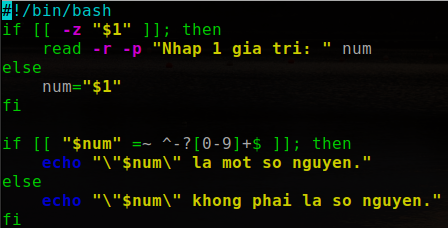 #!/bin/bash
if [[ -z "$1" ]]; then
    read -r -p "Nhap 1 gia tri: " num
else
    num="$1"
fi

if [[ "$num" =~ ^-?[0-9]+$ ]]; then
    echo "\"$num\" la mot so nguyen."
else
    echo "\"$num\" khong phai la so nguyen."
fi